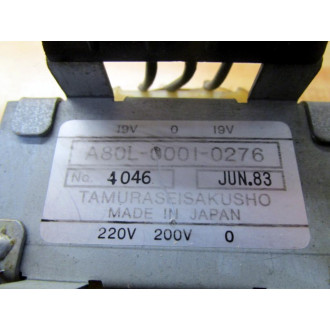 19V 0 19V
A80L-0001-0276
No. 4046 JUN.83
TAMURASEISAKUSHO
MADE IN JAPAN
220V 200V 0